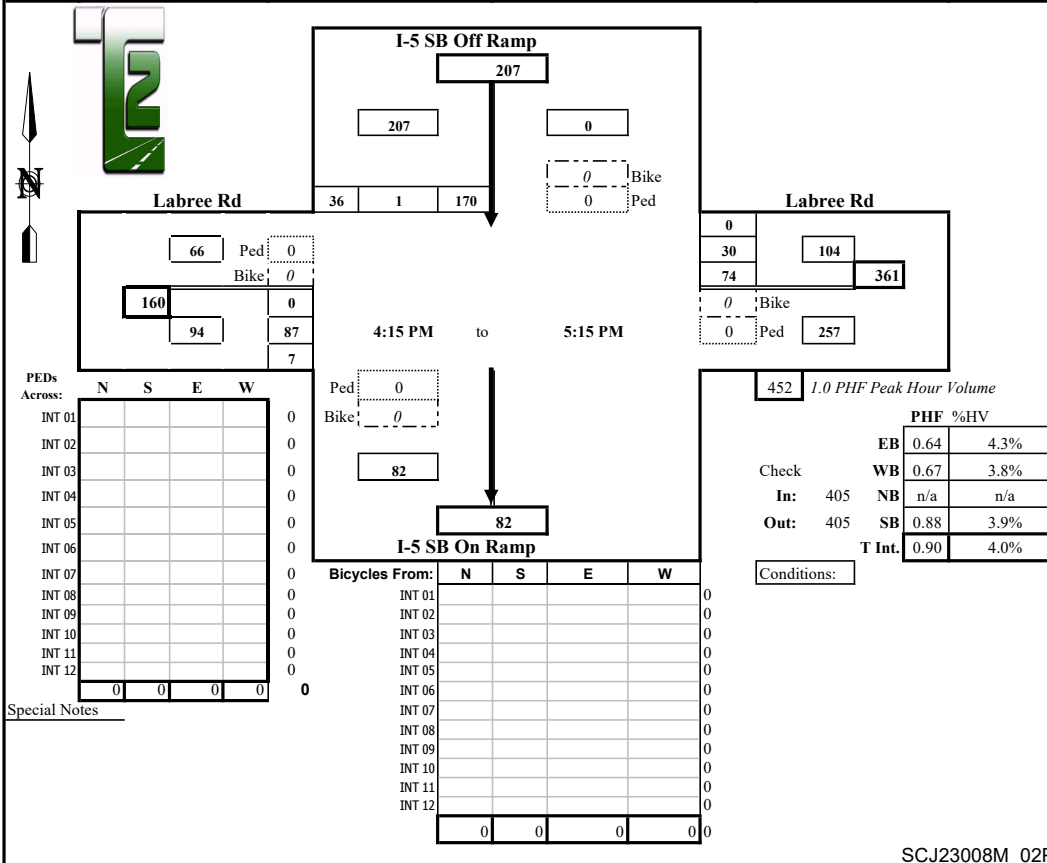 I-5 SB Off Ramp
207
207 0
0 Bike
0 Ped
N
Labree Rd
36 1 170
Labree Rd
66 Ped 0
Bike 0
160 0
94 87
7
0
30 104
74 361
0 Bike
0 Ped 257
4:15 PM to 5:15 PM
Ped 0
Bike 0
82
82
I-5 SB On Ramp
452 1.0 PHF Peak Hour Volume
PHF %HV
EB 0.64 4.3%
Check WB 0.67 3.8%
In: 405 NB n/a n/a
Out: 405 SB 0.88 3.9%
T Int. 0.90 4.0%
Conditions:
PEDs
Across: N S E W
INT 01 0
INT 02 0
INT 03 0
INT 04 0
INT 05 0
INT 06 0
INT 07 0
INT 08 0
INT 09 0
INT 10 0
INT 11 0
INT 12 0
0 0 0 0 0
Special Notes
Bicycles From: N S E W
INT 01 0
INT 02 0
INT 03 0
INT 04 0
INT 05 0
INT 06 0
INT 07 0
INT 08 0
INT 09 0
INT 10 0
INT 11 0
INT 12 0
0 0 0 0 0